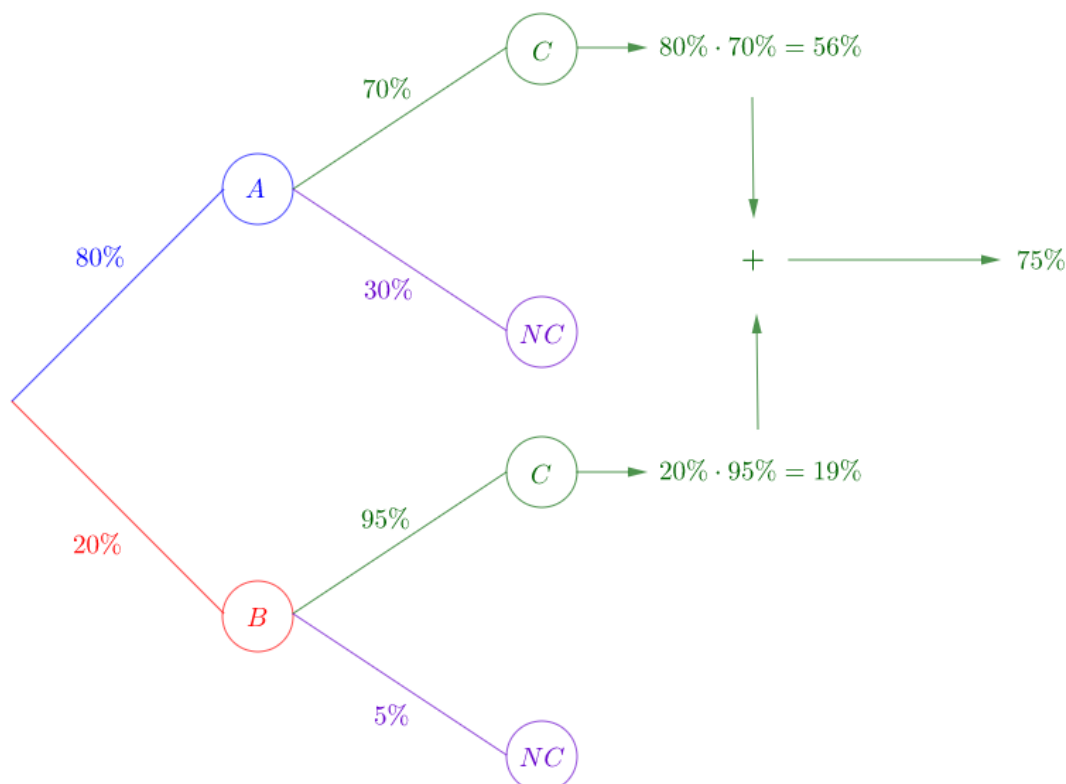 C
80% · 70% = 56%
70%
A
80%
+
75%
30%
NC
C
20% · 95% = 19%
95%
20%
B
5%
NC